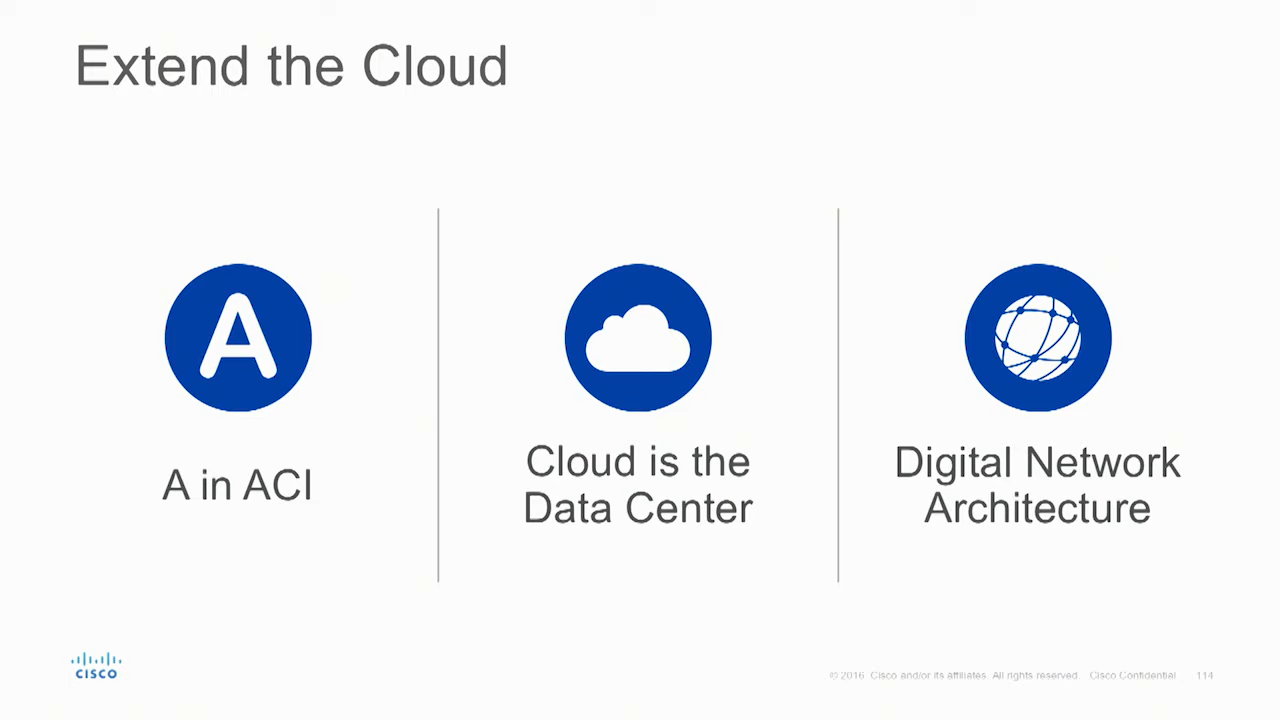 Extend the Cloud
A
A in ACI
Cloud is the
Data Center
Digital Network
Architecture
CISCO
© 2016 Cisco and/or its affiliates. All rights reserved. Cisco Confidential 114